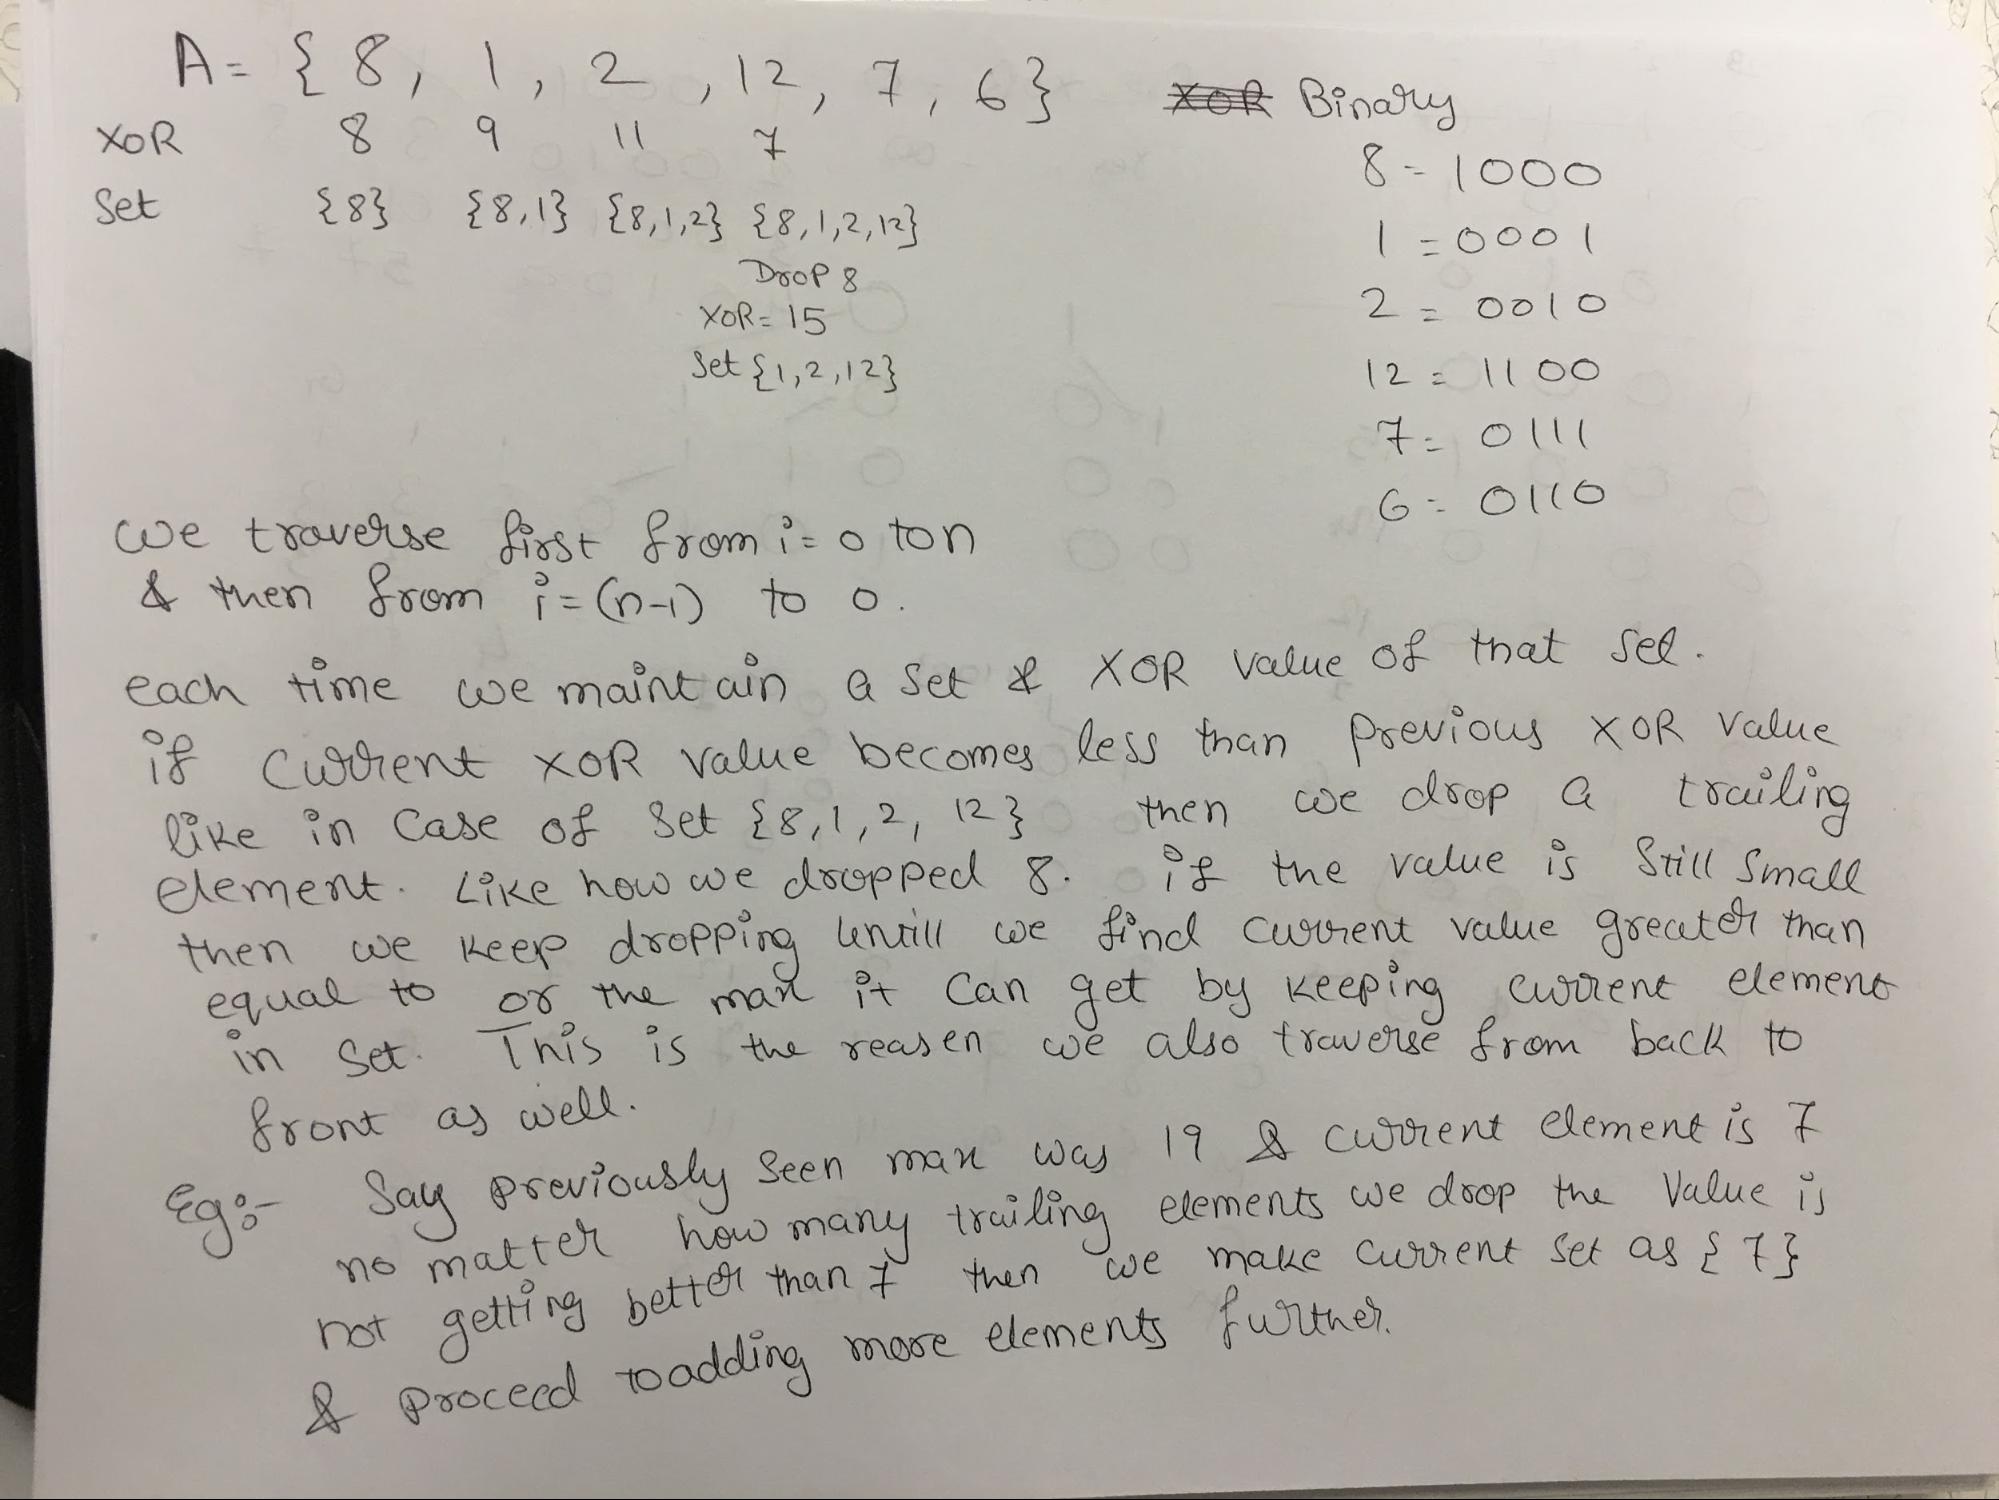 A = { 8, 1, 2, 12, 7, 6}
XOR 8 9 11 7
Set {8} {8,1} {8,1,2} {8,1,2,12}
Drop 8
XOR = 15
Set {1,2,12}
XOR Binary
8 - 1000
1 = 0001
2 = 0010
12 = 1100
7 = 0111
6 = 0110
we traverse first from i = 0 to n
& then from i = (n-1) to 0.
each time we maintain a set & XOR value of that set.
if current XOR value becomes less than previous XOR value
like in case of set {8,1,2, 12} then we drop a trailing
element. Like how we dropped 8. if the value is still small
then we keep dropping untill we find current value greater than
equal to or the max it can get by keeping current element
in set. This is the reason we also traverse from back to
front as well.
Eg:- Say previously seen max was 19 & current element is 7
no matter how many trailing elements we drop the value is
not getting better than 7 then we make current set as {7}
& proceed to adding more elements further.